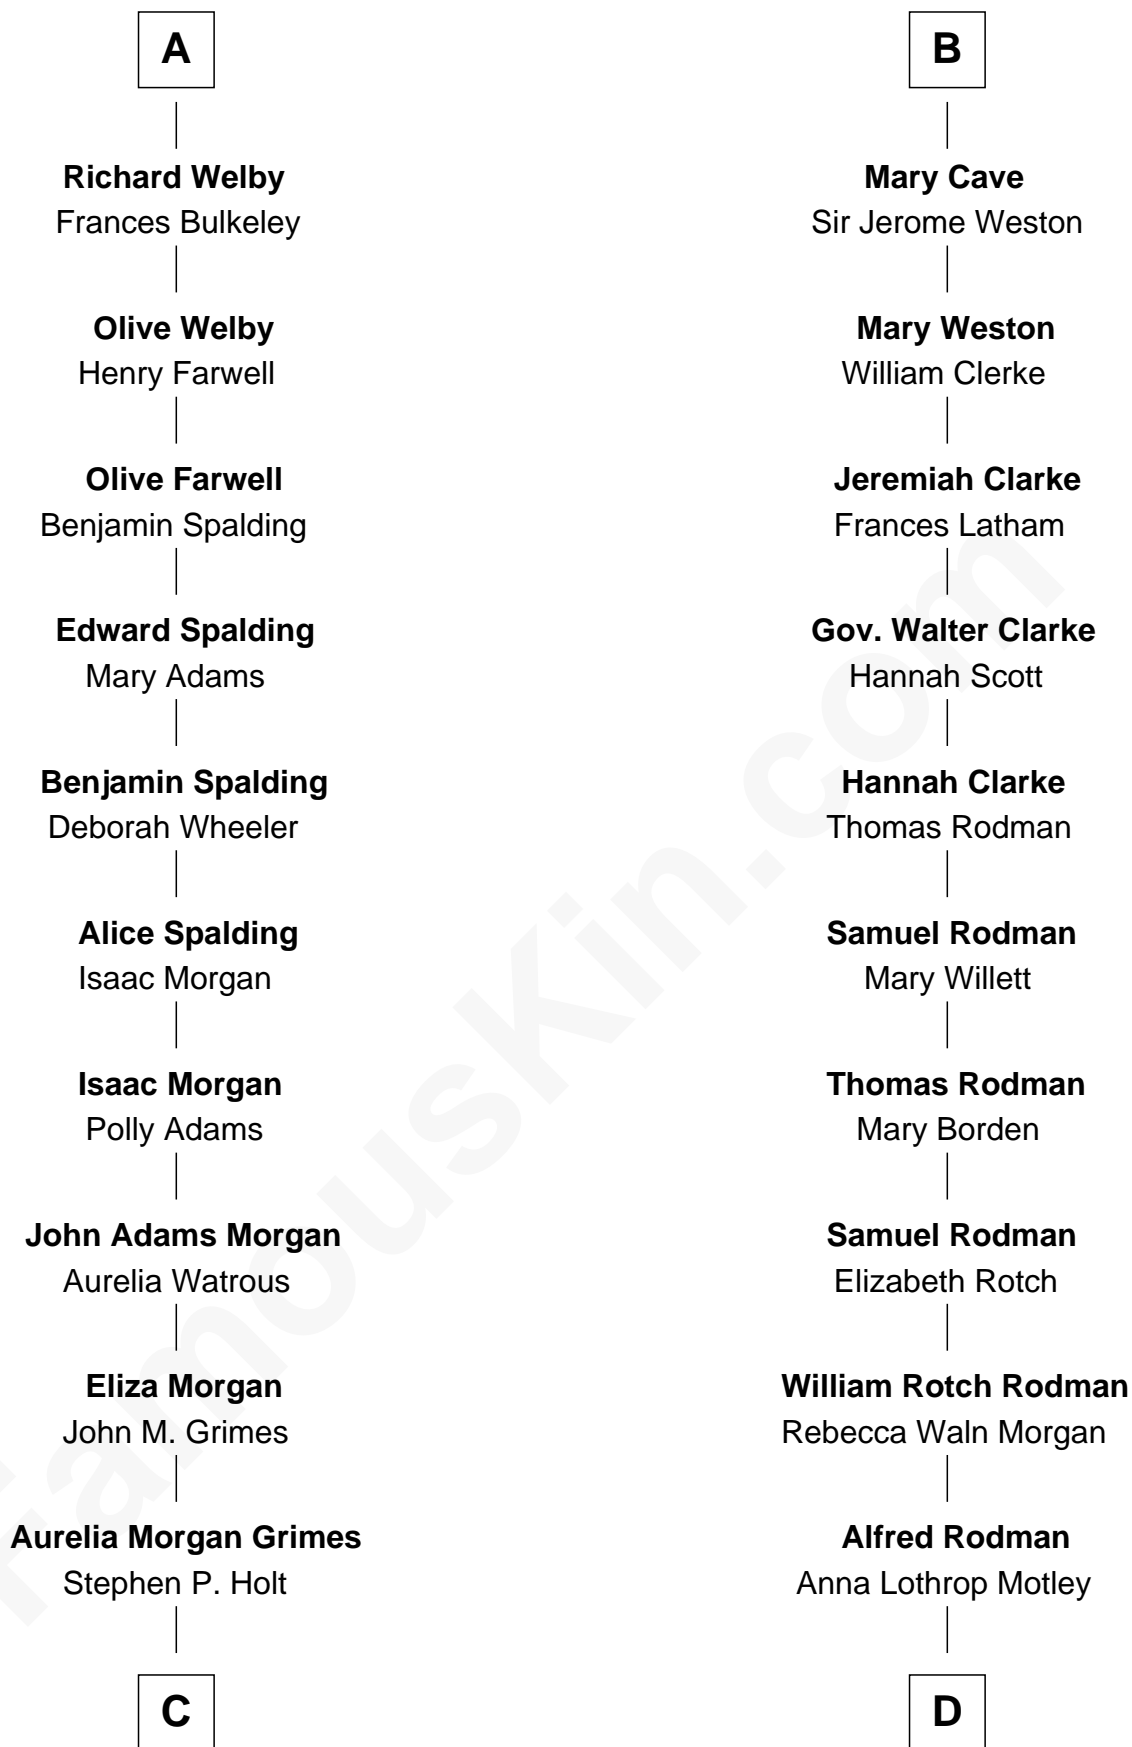 A
Richard Welby
Frances Bulkeley
Olive Welby
Henry Farwell
Olive Farwell
Benjamin Spalding
Edward Spalding
Mary Adams
Benjamin Spalding
Deborah Wheeler
Alice Spalding
Isaac Morgan
Isaac Morgan
Polly Adams
John Adams Morgan
Aurelia Watrous
Eliza Morgan
John M. Grimes
Aurelia Morgan Grimes
Stephen P. Holt
C
B
Mary Cave
Sir Jerome Weston
Mary Weston
William Clerke
Jeremiah Clarke
Frances Latham
Gov. Walter Clarke
Hannah Scott
Hannah Clarke
Thomas Rodman
Samuel Rodman
Mary Willett
Thomas Rodman
Mary Borden
Samuel Rodman
Elizabeth Rotch
William Rotch Rodman
Rebecca Waln Morgan
Alfred Rodman
Anna Lothrop Motley
D
FamousKin.com